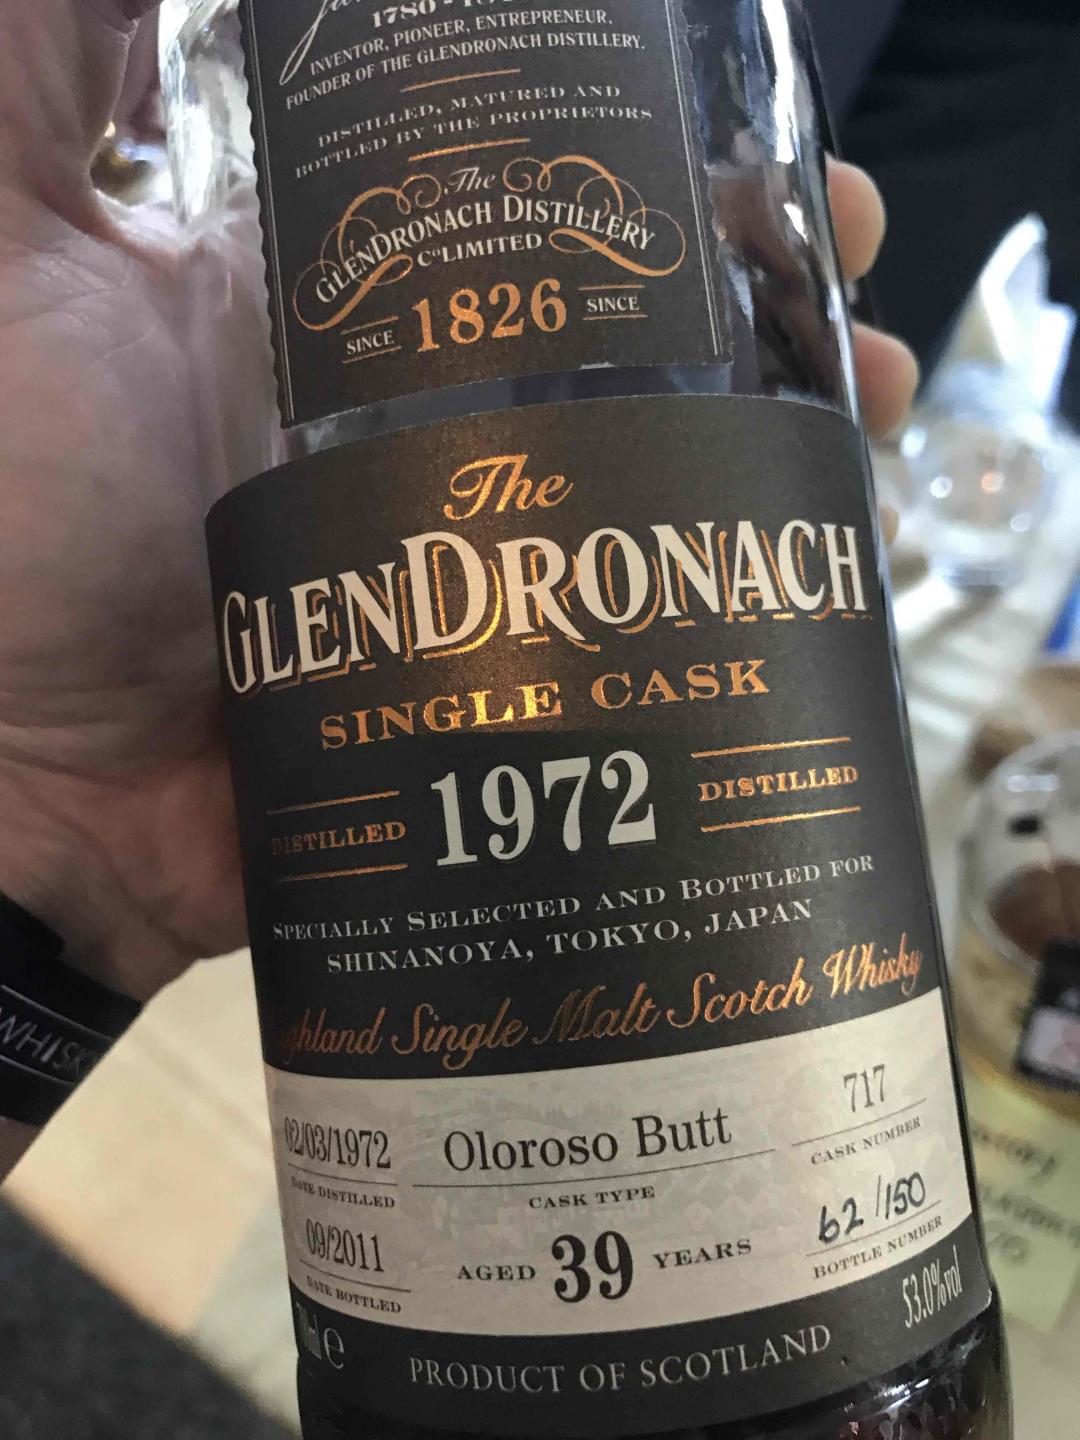 1780 -
INVENTOR, PIONEER, ENTREPRENEUR,
FOUNDER OF THE GLENDRONACH DISTILLERY.
DISTILLED, MATURED AND
BOTTLED BY THE PROPRIETORS
The
GLENDRONACH DISTILLERY
Co LIMITED
SINCE 1826 SINCE
The
GLENDRONACH
SINGLE CASK
DISTILLED 1972 DISTILLED
SPECIALLY SELECTED AND BOTTLED FOR
SHINANOYA, TOKYO, JAPAN
Highland Single Malt Scotch Whisky
02/03/1972 Oloroso Butt 717
DATE DISTILLED CASK TYPE CASK NUMBER
09/2011 AGED 39 YEARS 62/150
DATE BOTTLED BOTTLE NUMBER
e PRODUCT OF SCOTLAND 53.0%vol
WHISKY